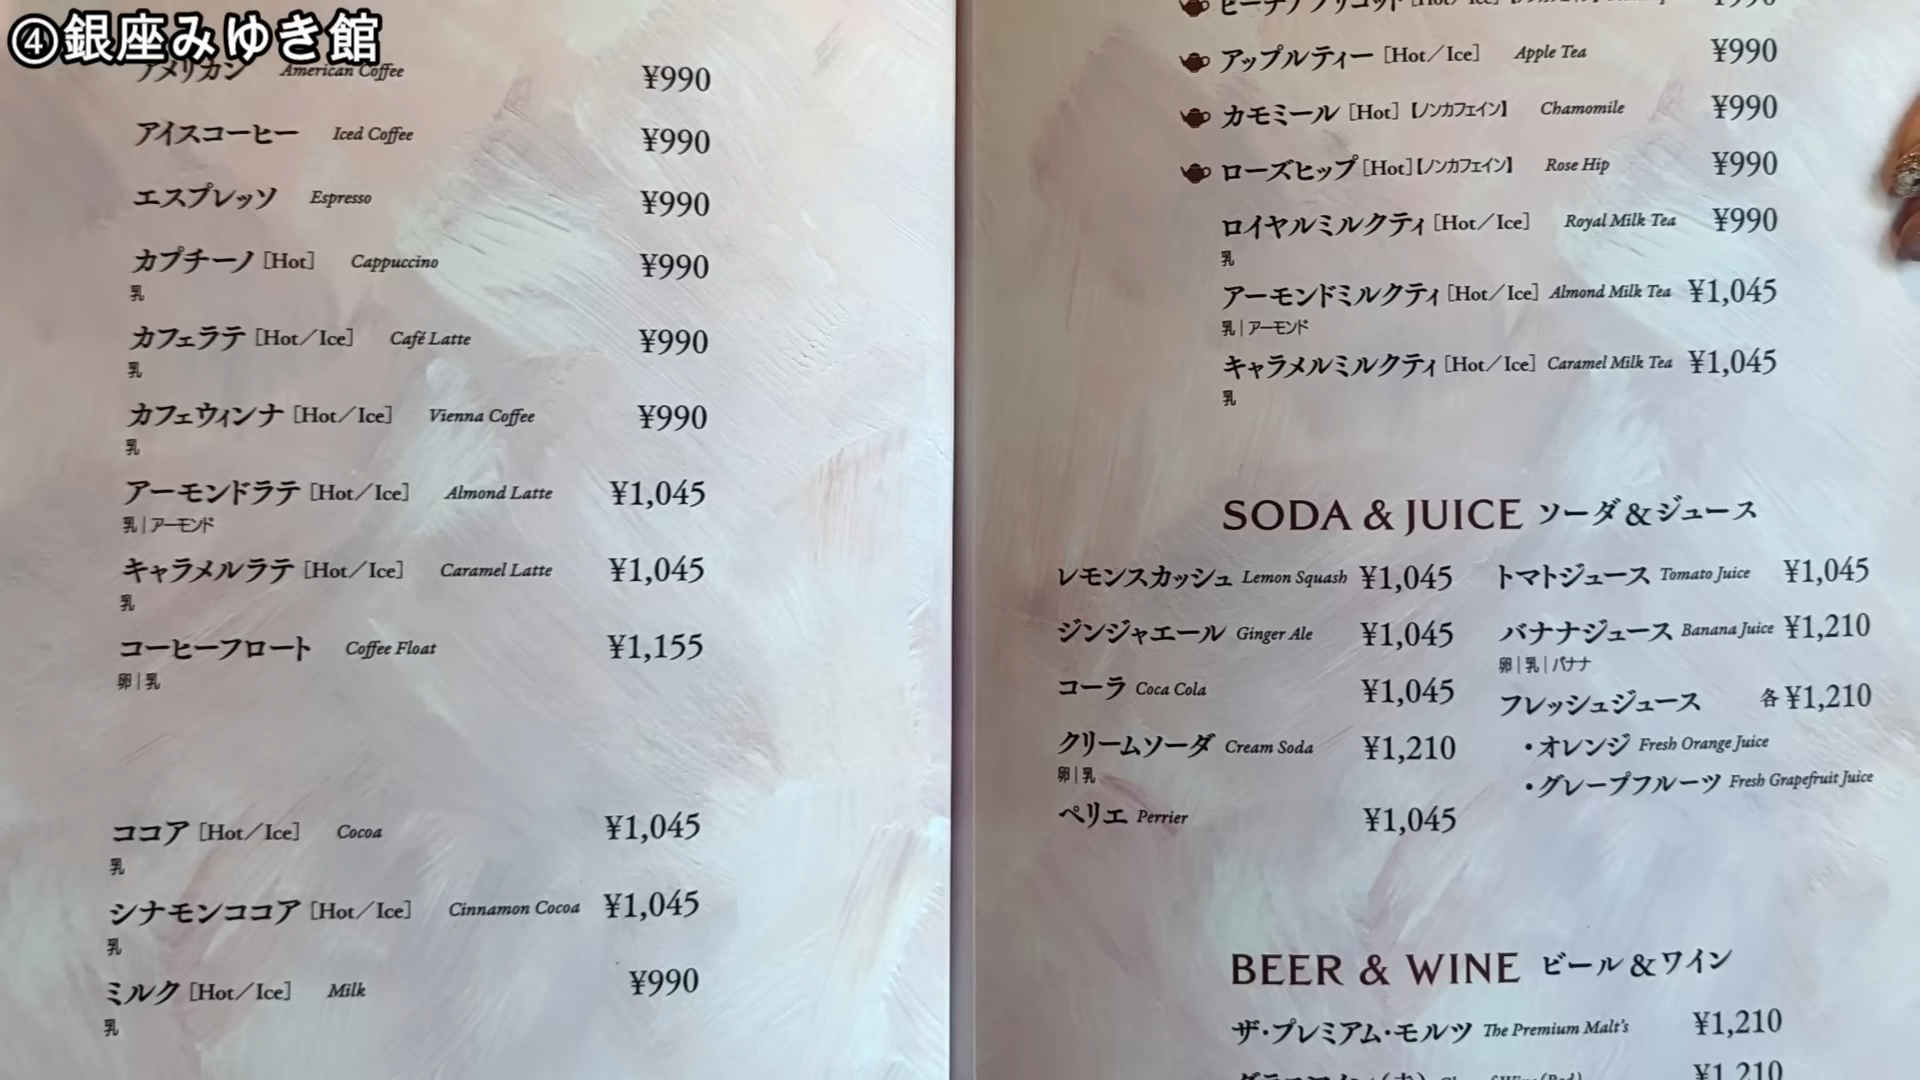 ④銀座みゆき館
アメリカン American Coffee ¥990
アイスコーヒー Iced Coffee ¥990
エスプレッソ Espresso ¥990
カプチーノ [Hot] Cappuccino ¥990
乳
カフェラテ [Hot／Ice] Café Latte ¥990
乳
カフェウィンナ [Hot／Ice] Vienna Coffee ¥990
乳
アーモンドラテ [Hot／Ice] Almond Latte ¥1,045
乳 | アーモンド
キャラメルラテ [Hot／Ice] Caramel Latte ¥1,045
乳
コーヒーフロート Coffee Float ¥1,155
卵 | 乳
ココア [Hot／Ice] Cocoa ¥1,045
乳
シナモンココア [Hot／Ice] Cinnamon Cocoa ¥1,045
乳
ミルク [Hot／Ice] Milk ¥990
乳
アップルティー [Hot／Ice] Apple Tea ¥990
カモミール [Hot]【ノンカフェイン】 Chamomile ¥990
ローズヒップ [Hot]【ノンカフェイン】 Rose Hip ¥990
ロイヤルミルクティ [Hot／Ice] Royal Milk Tea ¥990
乳
アーモンドミルクティ [Hot／Ice] Almond Milk Tea ¥1,045
乳 | アーモンド
キャラメルミルクティ [Hot／Ice] Caramel Milk Tea ¥1,045
乳
SODA & JUICE ソーダ＆ジュース
レモンスカッシュ Lemon Squash ¥1,045
ジンジャエール Ginger Ale ¥1,045
コーラ Coca Cola ¥1,045
クリームソーダ Cream Soda ¥1,210
卵 | 乳
ペリエ Perrier ¥1,045
トマトジュース Tomato Juice ¥1,045
バナナジュース Banana Juice ¥1,210
卵 | 乳 | バナナ
フレッシュジュース 各 ¥1,210
・オレンジ Fresh Orange Juice
・グレープフルーツ Fresh Grapefruit Juice
BEER & WINE ビール＆ワイン
ザ・プレミアム・モルツ The Premium Malt's ¥1,210
¥1,210